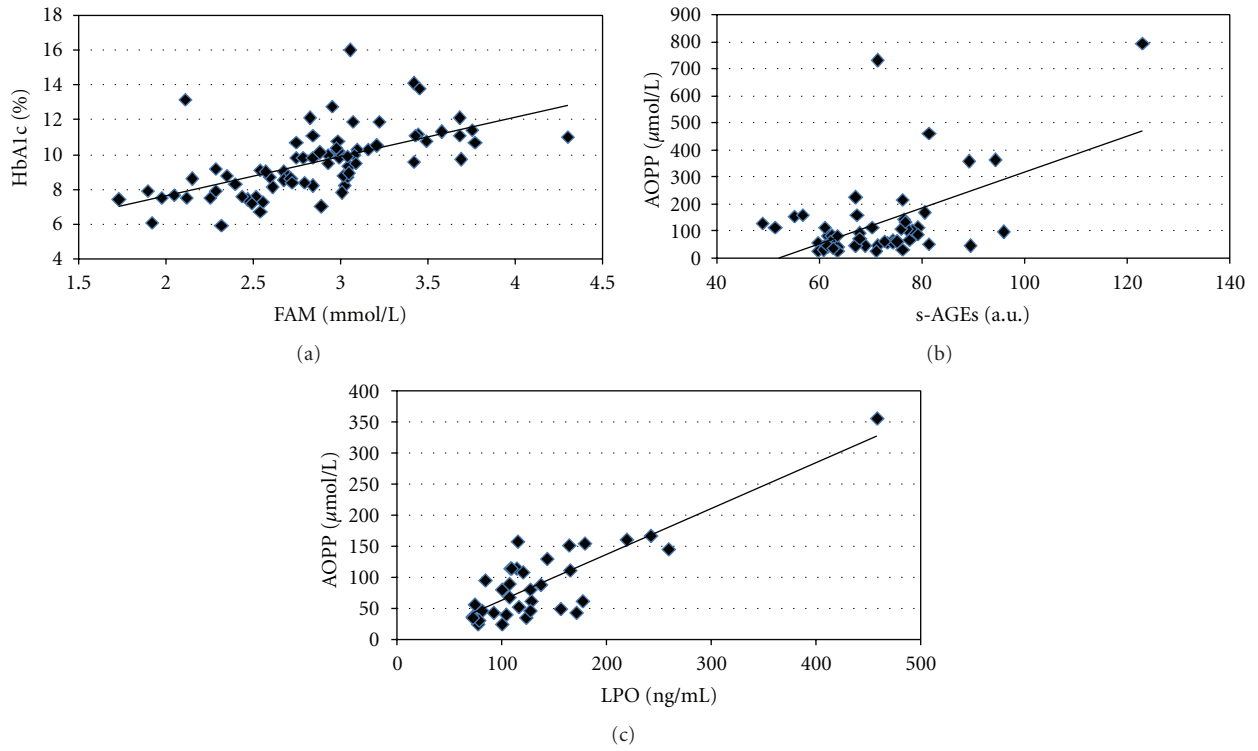 18
16
14
12
10
8
6
4
HbA1c (%)
1.5 2 2.5 3 3.5 4 4.5
FAM (mmol/L)
(a)
900
800
700
600
500
400
300
200
100
0
AOPP (µmol/L)
40 60 80 100 120 140
s-AGEs (a.u.)
(b)
400
350
300
250
200
150
100
50
0
AOPP (µmol/L)
0 100 200 300 400 500
LPO (ng/mL)
(c)